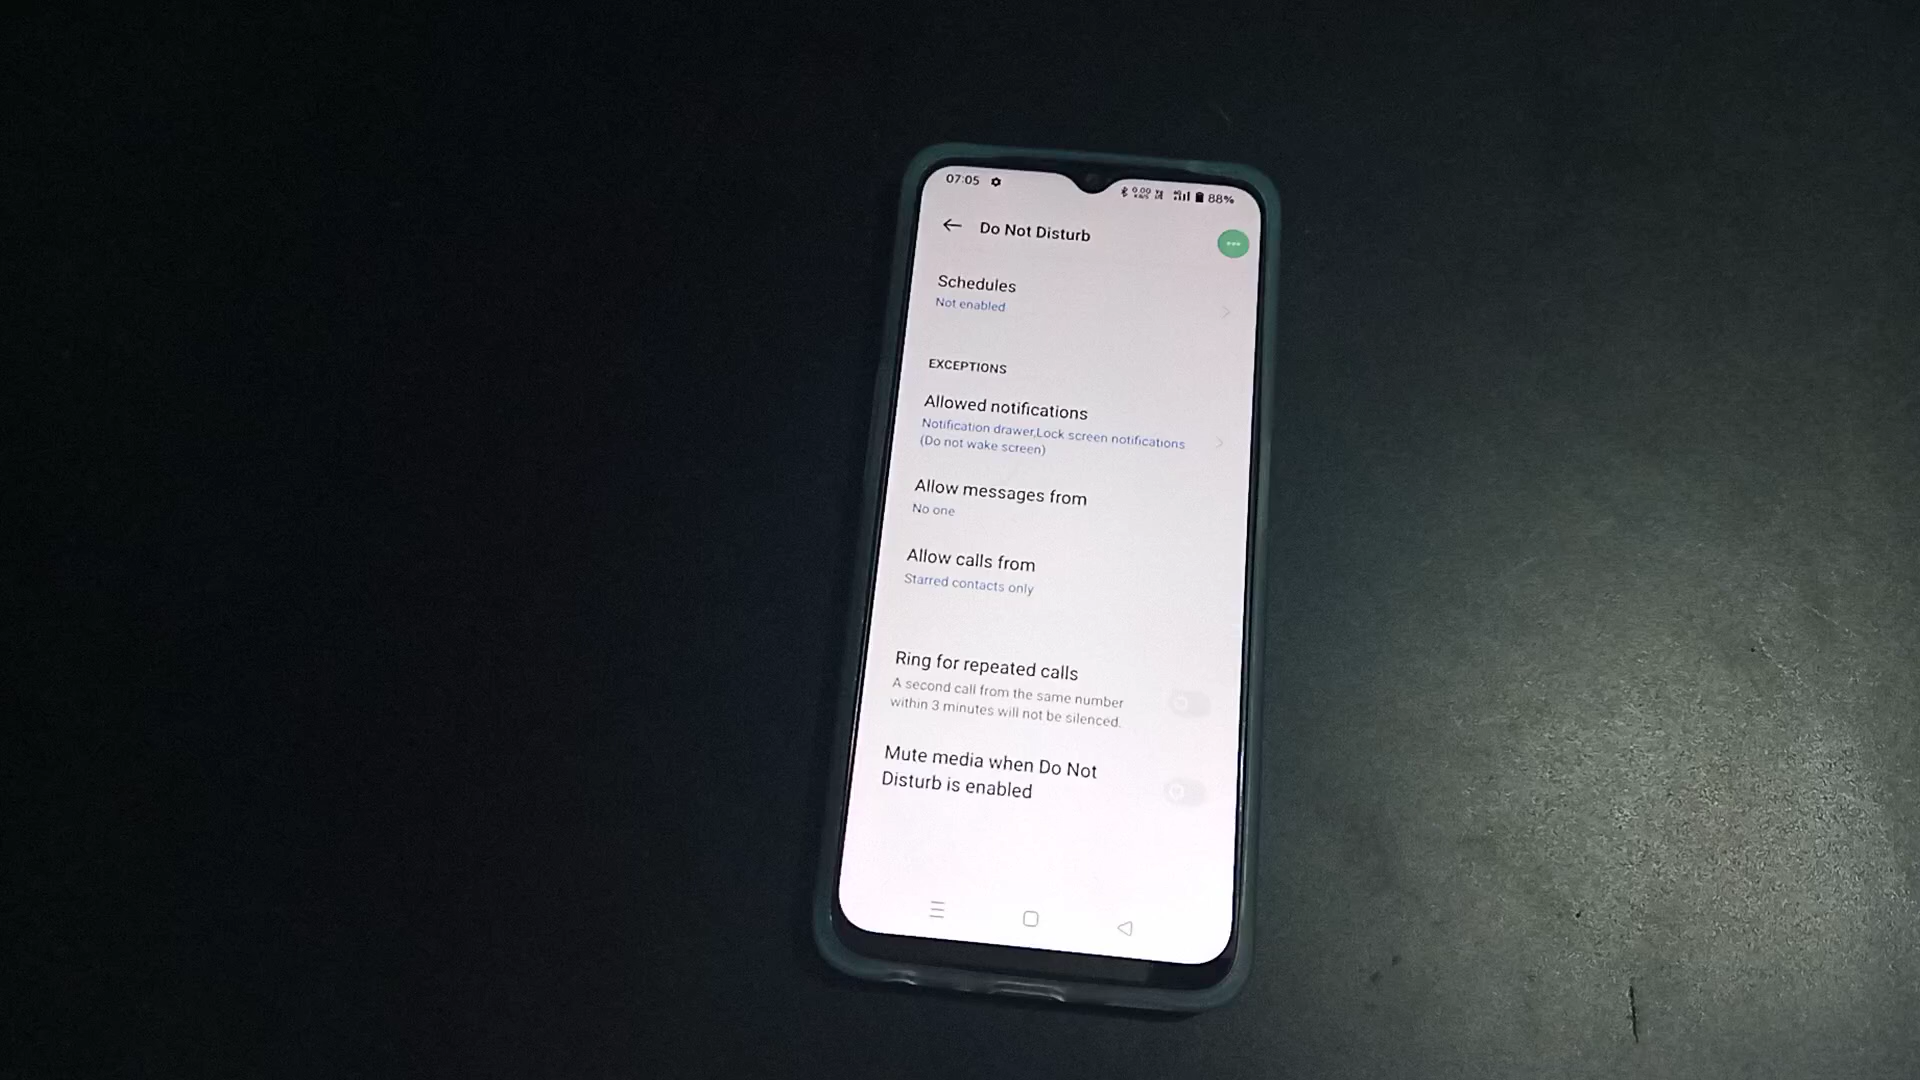 07:05
88%
Do Not Disturb
Schedules
Not enabled
EXCEPTIONS
Allowed notifications
Notification drawer,Lock screen notifications
(Do not wake screen)
Allow messages from
No one
Allow calls from
Starred contacts only
Ring for repeated calls
A second call from the same number
within 3 minutes will not be silenced.
Mute media when Do Not
Disturb is enabled